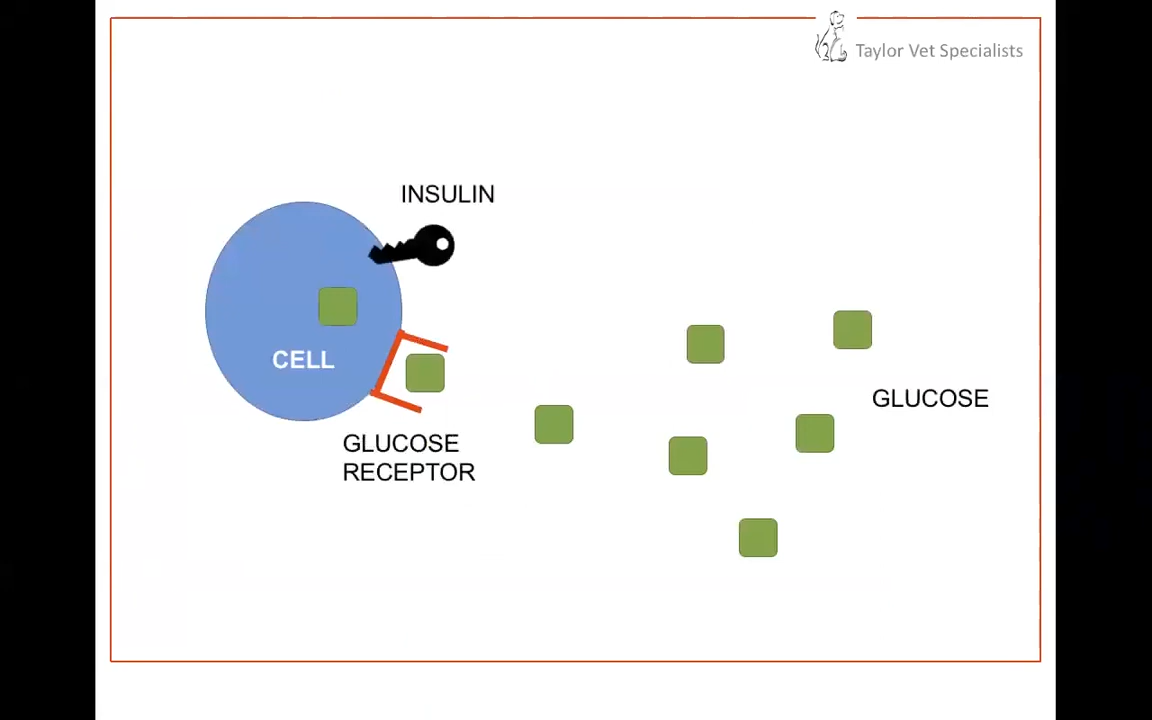 Taylor Vet Specialists
INSULIN
CELL
GLUCOSE
GLUCOSE
RECEPTOR